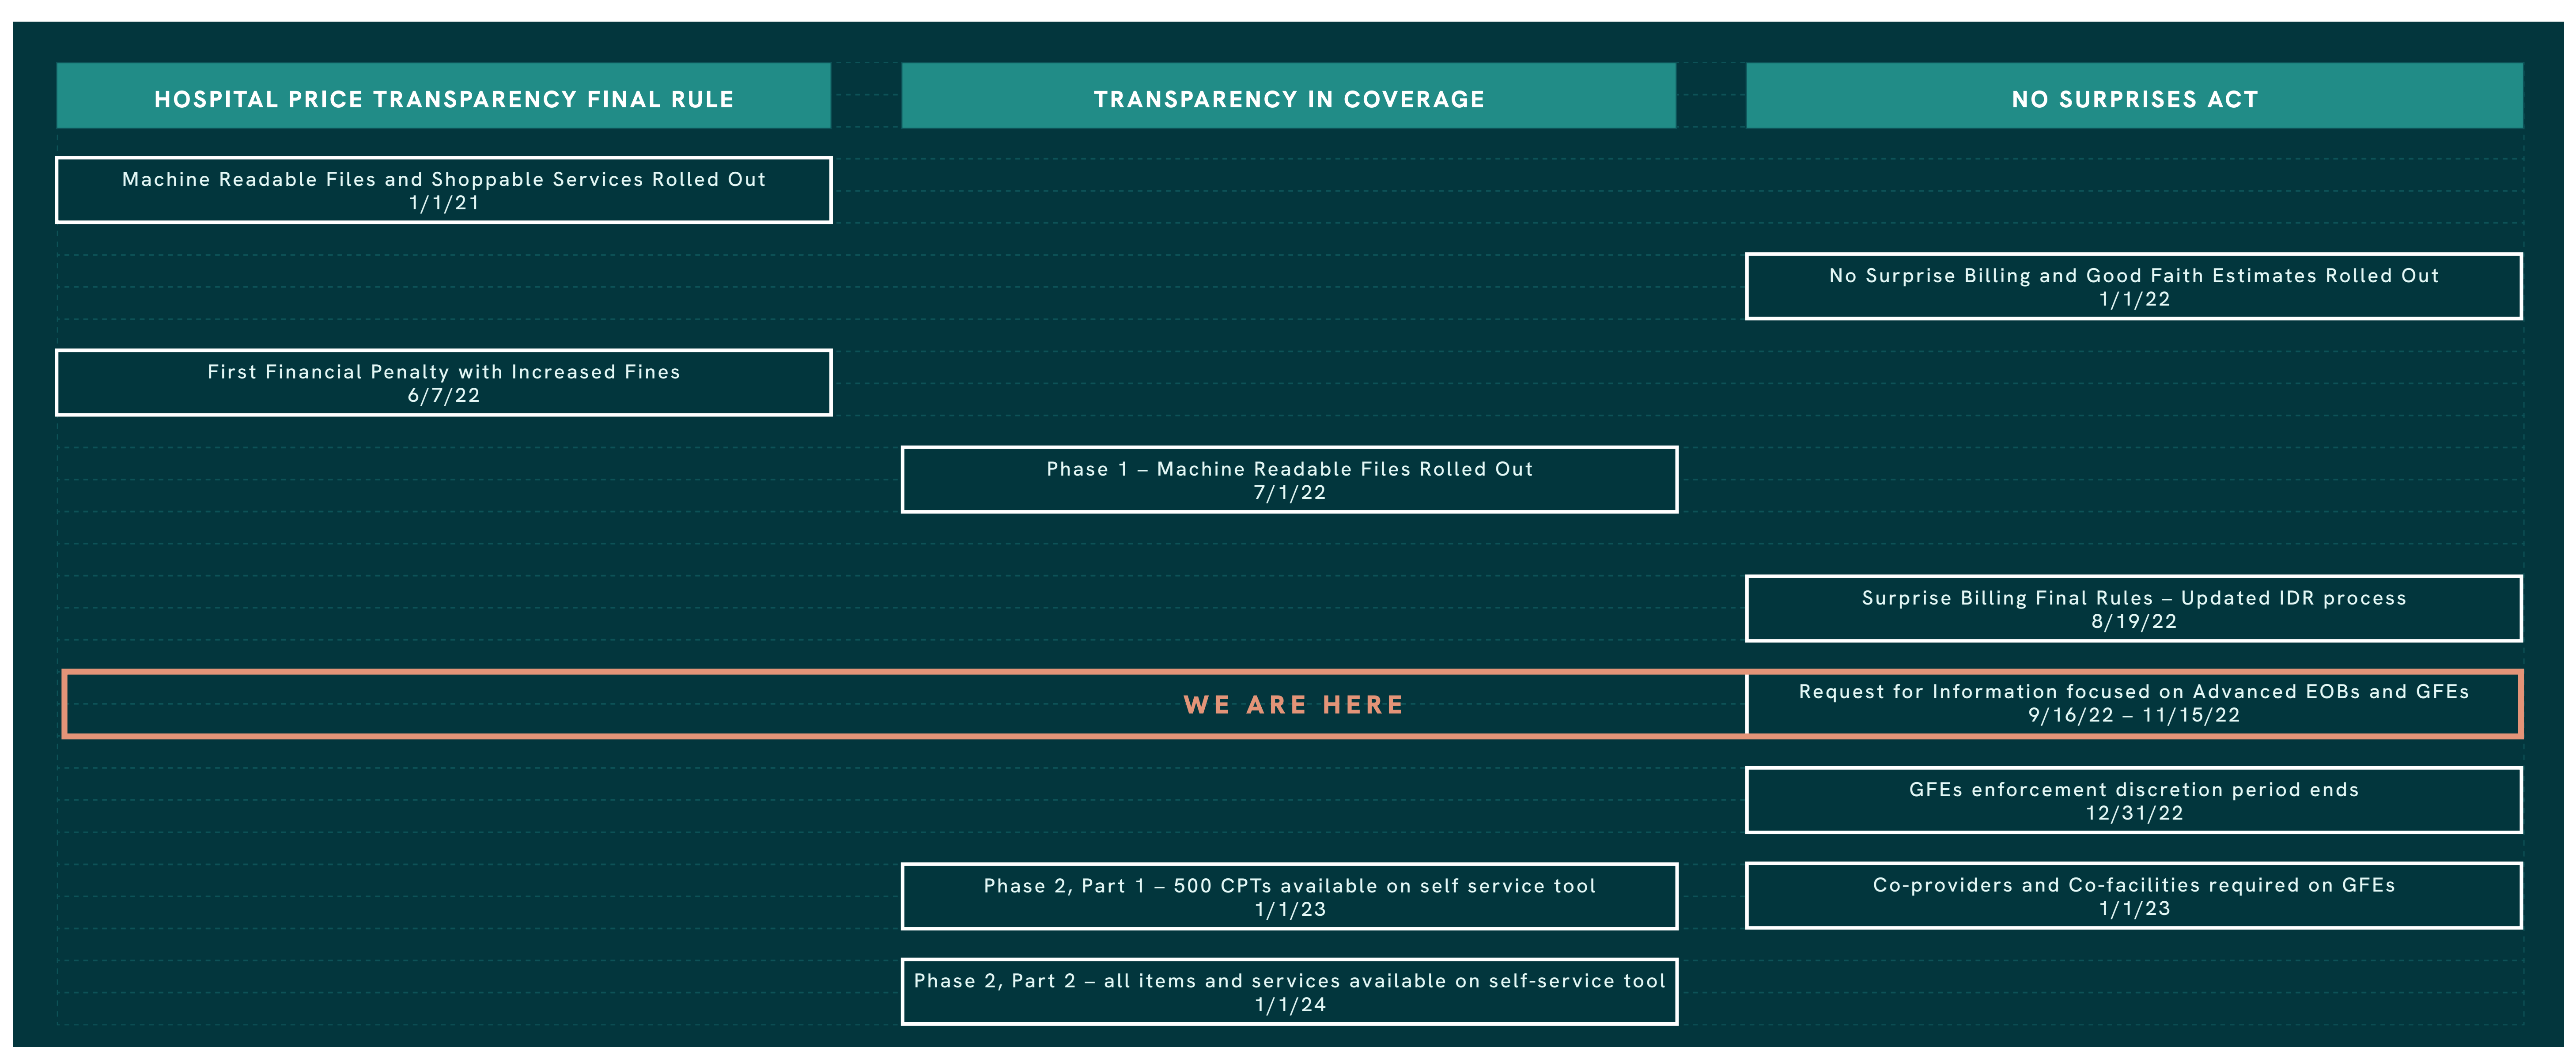 HOSPITAL PRICE TRANSPARENCY FINAL RULE
TRANSPARENCY IN COVERAGE
NO SURPRISES ACT
Machine Readable Files and Shoppable Services Rolled Out
1/1/21
No Surprise Billing and Good Faith Estimates Rolled Out
1/1/22
First Financial Penalty with Increased Fines
6/7/22
Phase 1 – Machine Readable Files Rolled Out
7/1/22
Surprise Billing Final Rules – Updated IDR process
8/19/22
WE ARE HERE
Request for Information focused on Advanced EOBs and GFEs
9/16/22 – 11/15/22
GFEs enforcement discretion period ends
12/31/22
Phase 2, Part 1 – 500 CPTs available on self service tool
1/1/23
Co-providers and Co-facilities required on GFEs
1/1/23
Phase 2, Part 2 – all items and services available on self-service tool
1/1/24